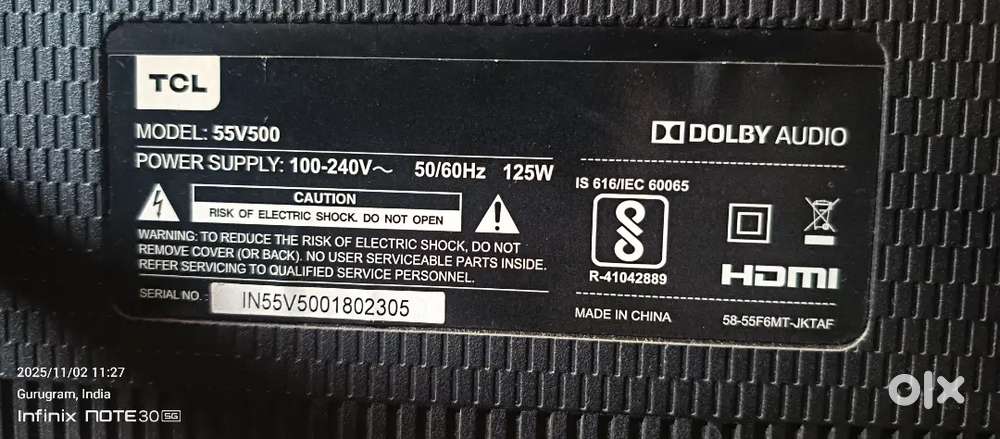 TCL
MODEL: 55V500
DOLBY AUDIO
POWER SUPPLY: 100-240V~ 50/60Hz 125W
CAUTION
RISK OF ELECTRIC SHOCK. DO NOT OPEN
WARNING: TO REDUCE THE RISK OF ELECTRIC SHOCK, DO NOT
REMOVE COVER (OR BACK). NO USER SERVICEABLE PARTS INSIDE.
REFER SERVICING TO QUALIFIED SERVICE PERSONNEL.
SERIAL NO.: IN55V5001802305
IS 616/IEC 60065
R-41042889
HDMI
MADE IN CHINA
58-55F6MT-JKTAF
2025/11/02 11:27
Gurugram, India
Infinix NOTE 30 5G
olx